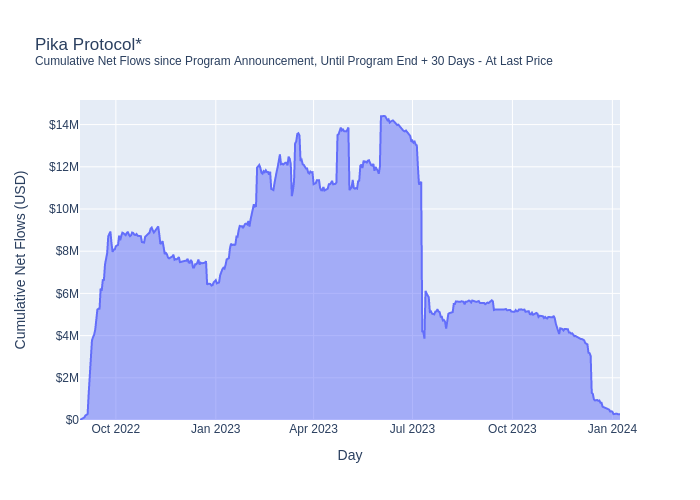 Pika Protocol*
Cumulative Net Flows since Program Announcement, Until Program End + 30 Days - At Last Price
$14M
$12M
$10M
$8M
$6M
$4M
$2M
$0
Cumulative Net Flows (USD)
Oct 2022
Jan 2023
Apr 2023
Jul 2023
Oct 2023
Jan 2024
Day